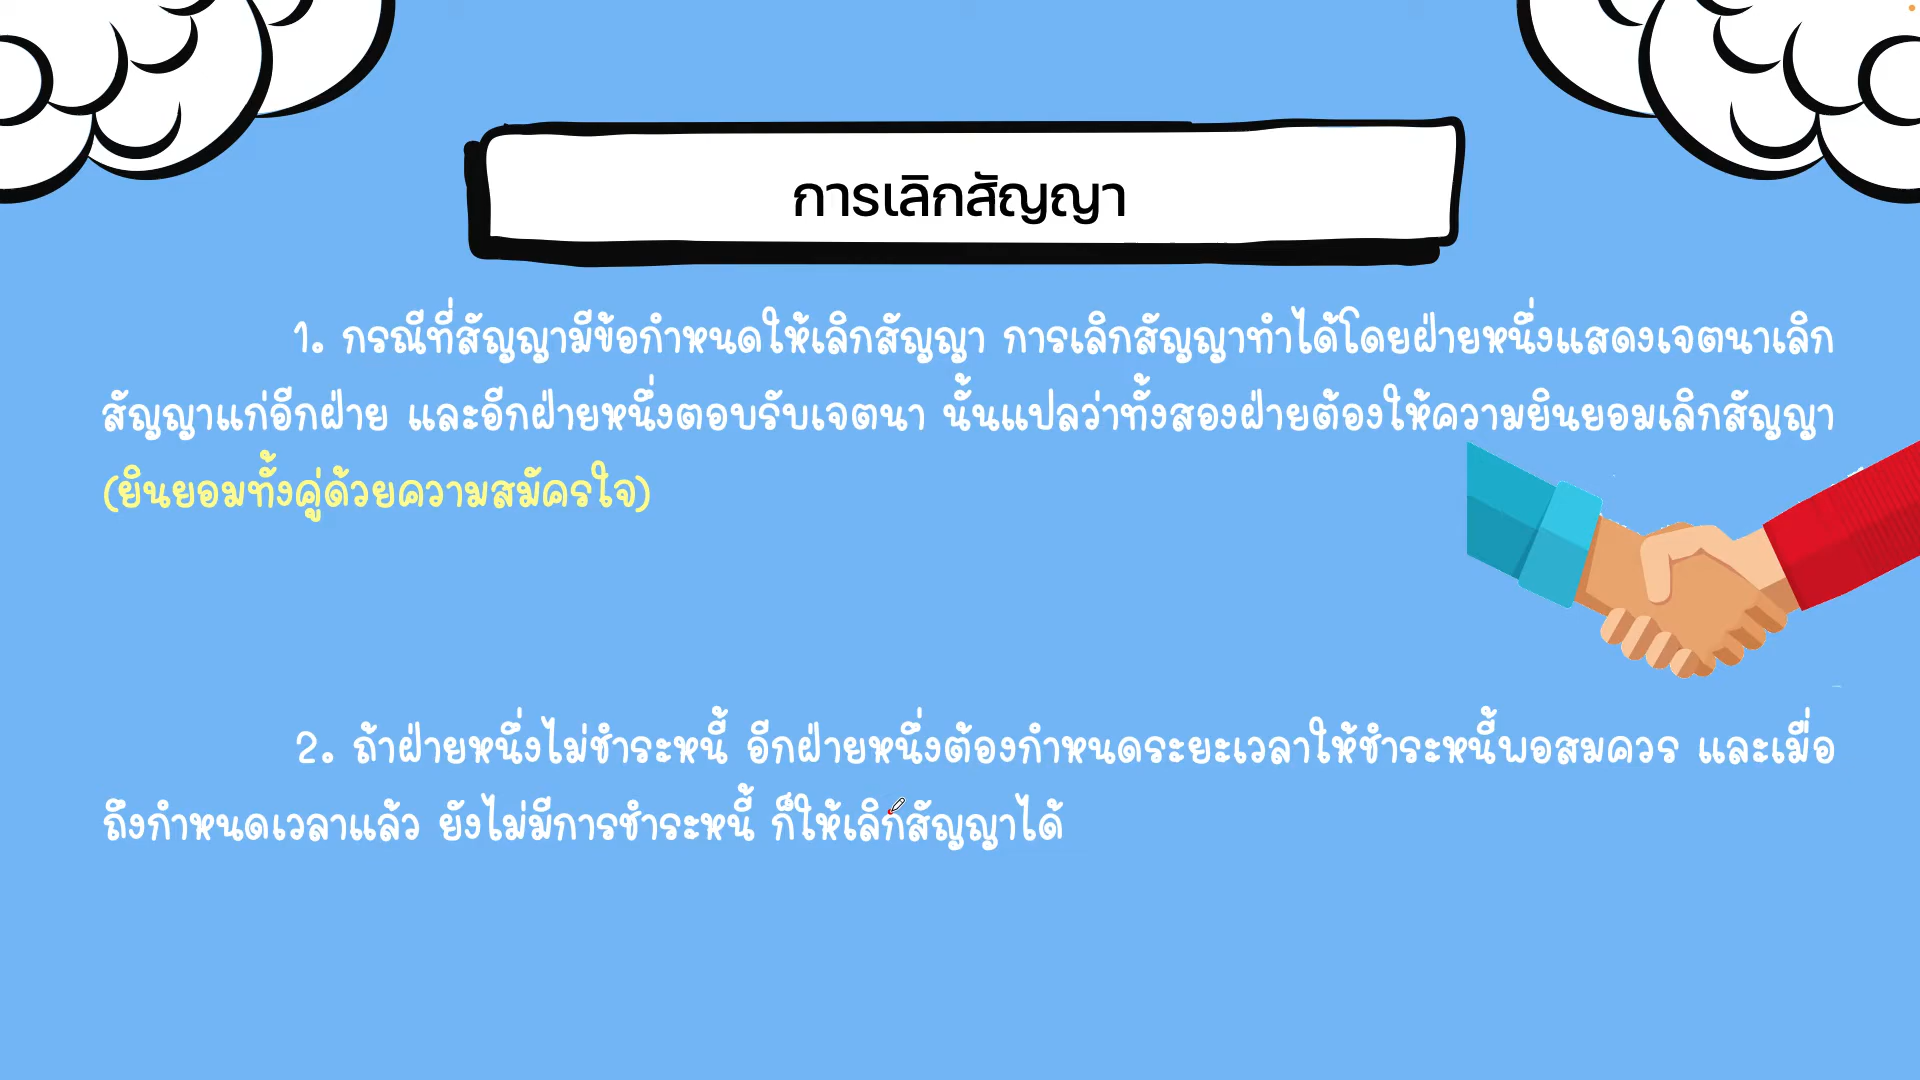 การเลิกสัญญา
1. กรณีที่สัญญามีข้อกำหนดให้เลิกสัญญา การเลิกสัญญาทำได้โดยฝ่ายหนึ่งแสดงเจตนาเลิก
สัญญาแก่อีกฝ่าย และอีกฝ่ายหนึ่งตอบรับเจตนา นั้นแปลว่าทั้งสองฝ่ายต้องให้ความยินยอมเลิกสัญญา
(ยินยอมทั้งคู่ด้วยความสมัครใจ)
2. ถ้าฝ่ายหนึ่งไม่ชำระหนี้ อีกฝ่ายหนึ่งต้องกำหนดระยะเวลาให้ชำระหนี้พอสมควร และเมื่อ
ถึงกำหนดเวลาแล้ว ยังไม่มีการชำระหนี้ ก็ให้เลิกสัญญาได้